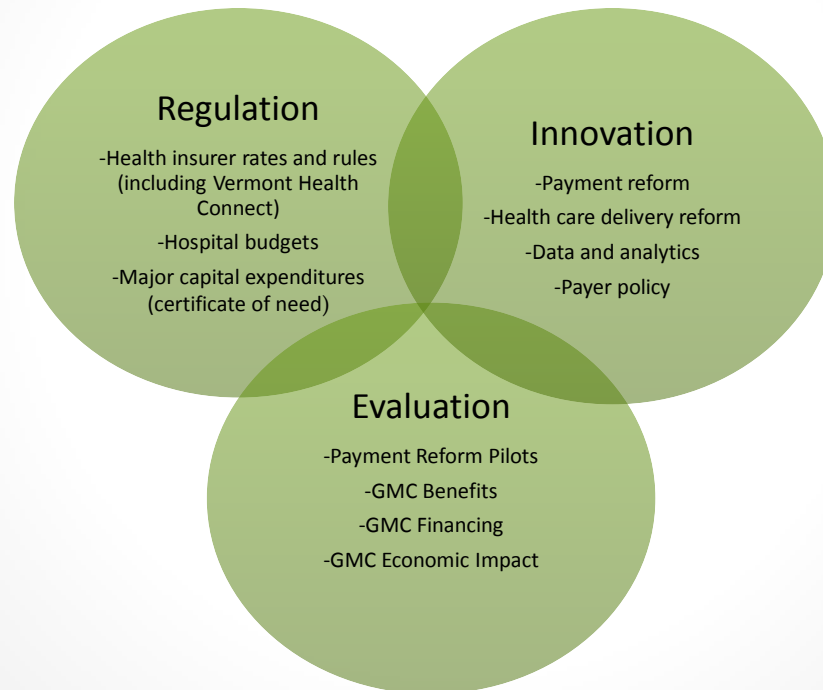 Regulation
-Health insurer rates and rules
(including Vermont Health
Connect)
-Hospital budgets
-Major capital expenditures
(certificate of need)
Innovation
-Payment reform
-Health care delivery reform
-Data and analytics
-Payer policy
Evaluation
-Payment Reform Pilots
-GMC Benefits
-GMC Financing
-GMC Economic Impact